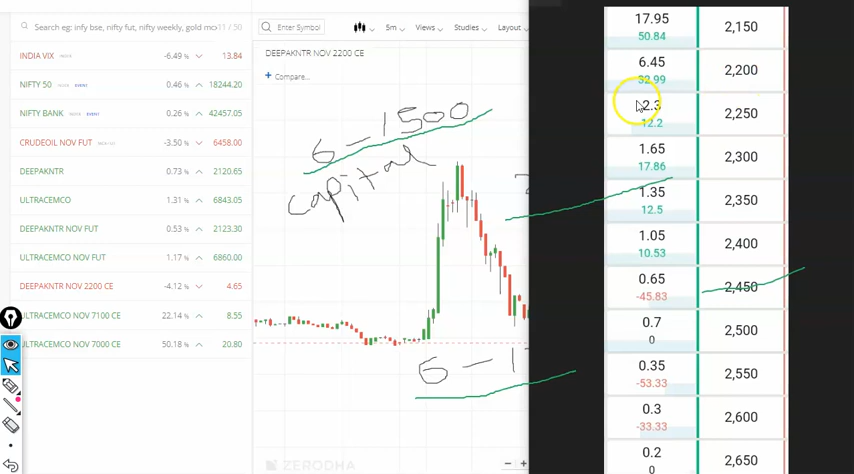 Search eg: infy bse, nifty fut, nifty weekly, gold mc 11 / 50
INDIA VIX -6.49 % 13.84
NIFTY 50 EVENT 0.46 % 18244.20
NIFTY BANK EVENT 0.26 % 42457.05
CRUDEOIL NOV FUT -3.50 % 6458.00
DEEPAKNTR 0.73 % 2120.65
ULTRACEMCO 1.31 % 6843.05
DEEPAKNTR NOV FUT 0.53 % 2123.30
ULTRACEMCO NOV FUT 1.17 % 6860.00
DEEPAKNTR NOV 2200 CE -4.12 % 4.65
ULTRACEMCO NOV 7100 CE 22.14 % 8.55
ULTRACEMCO NOV 7000 CE 50.18 % 20.80
Enter Symbol 5m Views Studies Layout
DEEPAKNTR NOV 2200 CE
+ Compare...
6 - 1500
capital
6 - 1
ZERODHA
17.95 2,150
50.84
6.45 2,200
32.99
2.3 2,250
12.2
1.65 2,300
17.86
1.35 2,350
12.5
1.05 2,400
10.53
0.65 2,450
-45.83
0.7 2,500
0
0.35 2,550
-53.33
0.3 2,600
-33.33
0.2 2,650
0